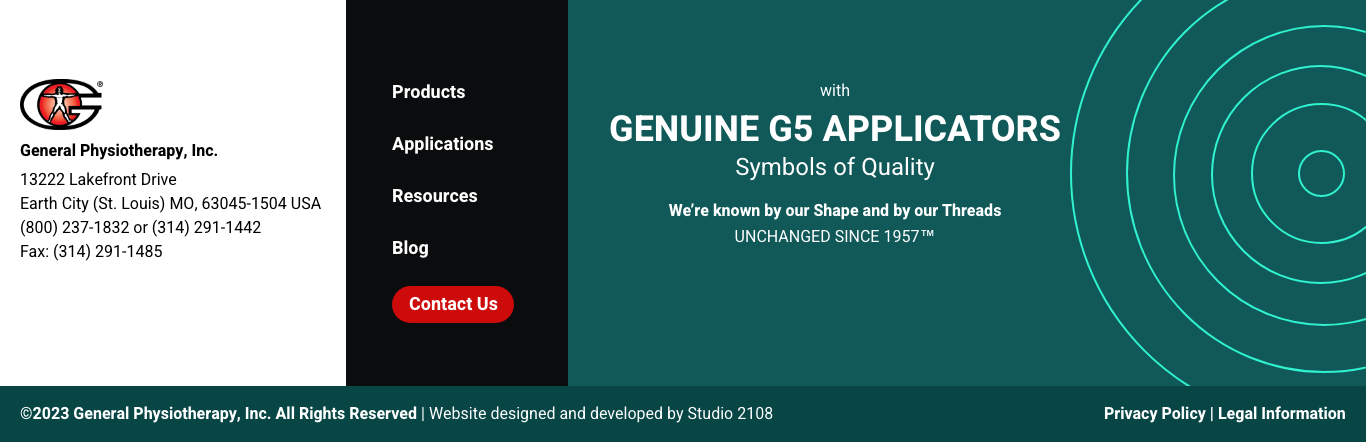 G
®
General Physiotherapy, Inc.
13222 Lakefront Drive
Earth City (St. Louis) MO, 63045-1504 USA
(800) 237-1832 or (314) 291-1442
Fax: (314) 291-1485
Products
Applications
Resources
Blog
Contact Us
with
GENUINE G5 APPLICATORS
Symbols of Quality
We’re known by our Shape and by our Threads
UNCHANGED SINCE 1957™
©2023 General Physiotherapy, Inc. All Rights Reserved | Website designed and developed by Studio 2108
Privacy Policy | Legal Information